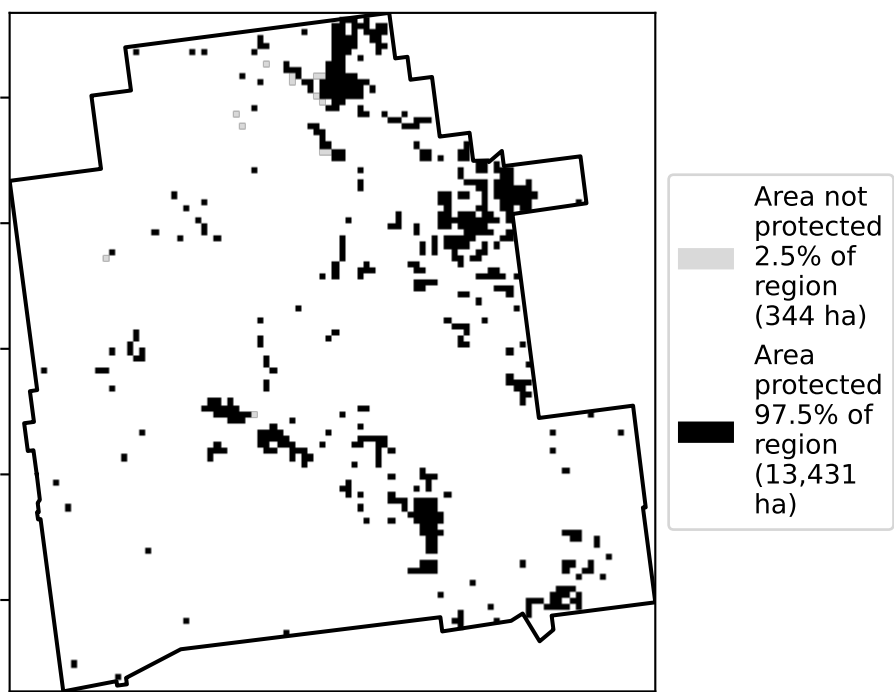 Area not
protected
2.5% of
region
(344 ha)
Area
protected
97.5% of
region
(13,431
ha)